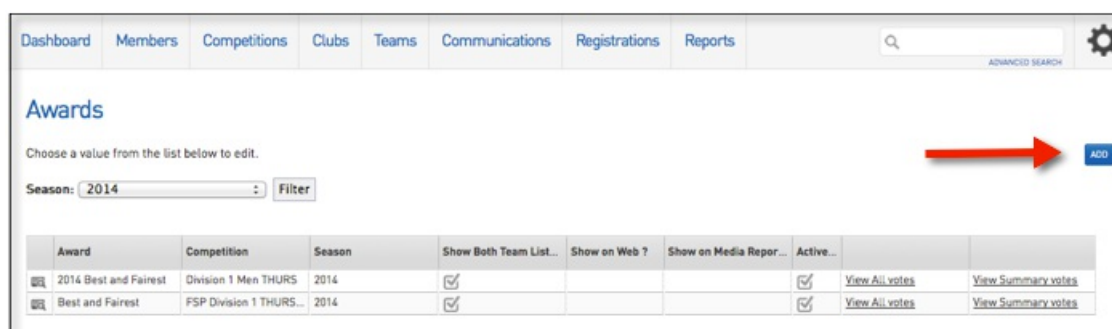 Dashboard Members Competitions Clubs Teams Communications Registrations Reports
ADVANCED SEARCH
Awards
Choose a value from the list below to edit.
ADD
Season: 2014 Filter
Award Competition Season Show Both Team List... Show on Web ? Show on Media Repor... Active...
2014 Best and Fairest Division 1 Men THURS 2014 View All votes View Summary votes
Best and Fairest FSP Division 1 THURS... 2014 View All votes View Summary votes